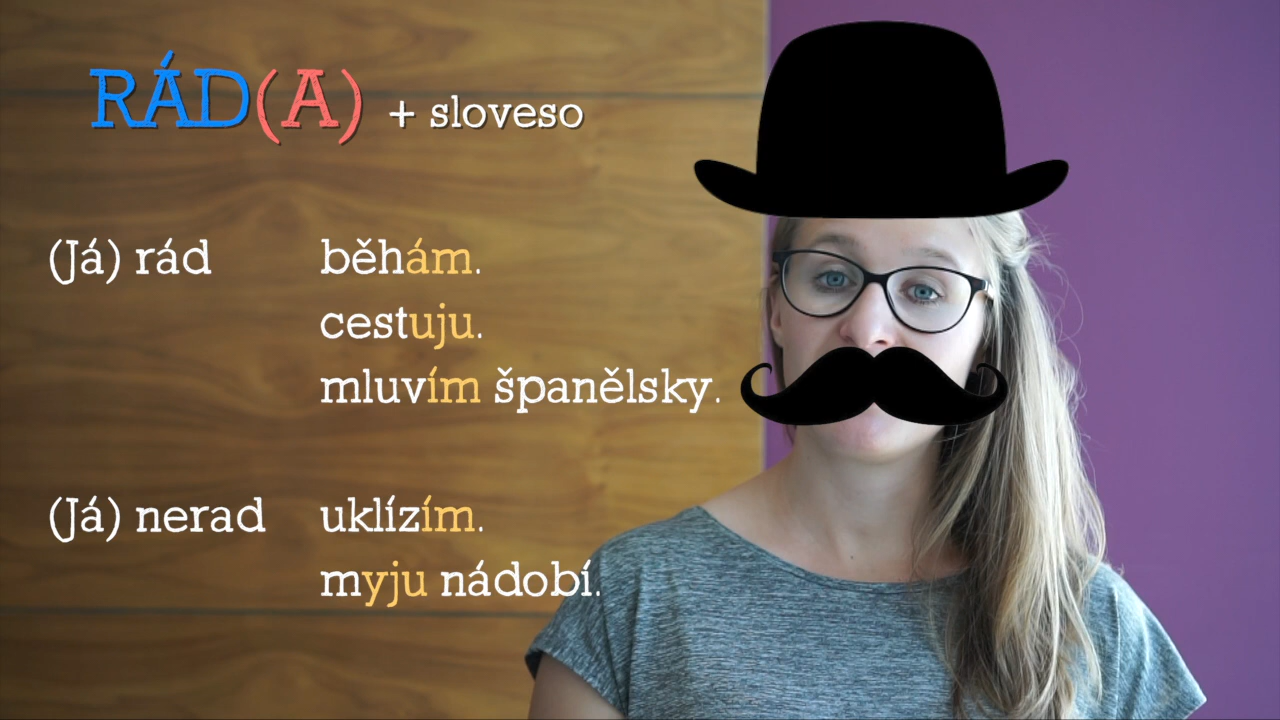 RÁD(A) + sloveso
(Já) rád běhám.
cestuju.
mluvím španělsky.
(Já) nerad uklízím.
myju nádobí.